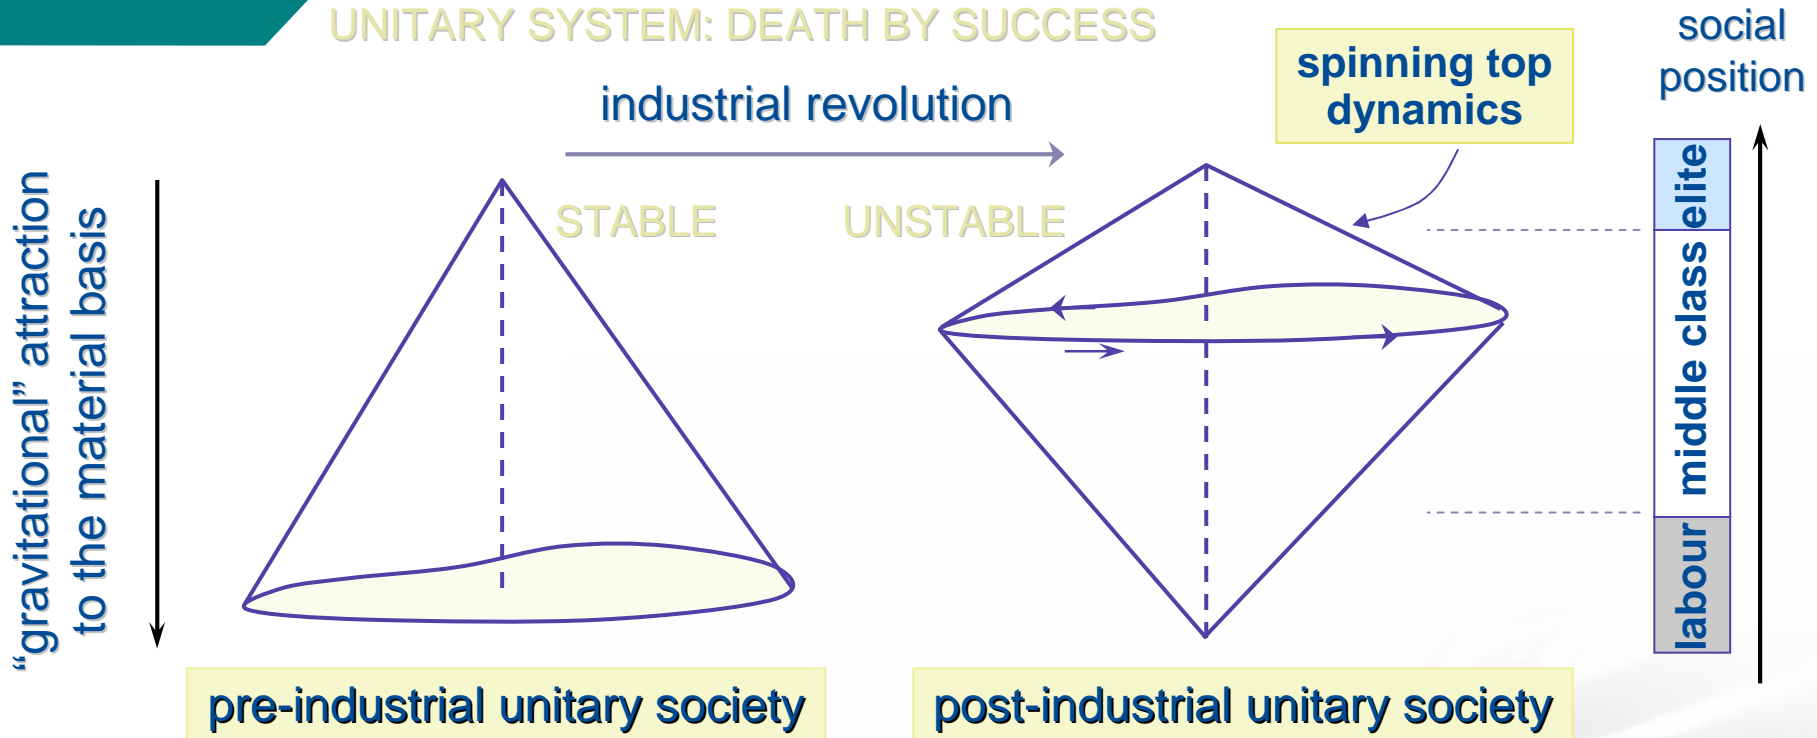 UNITARY SYSTEM: DEATH BY SUCCESS
social
position
spinning top
dynamics
industrial revolution
“gravitational” attraction
to the material basis
STABLE
UNSTABLE
elite
middle class
labour
pre-industrial unitary society
post-industrial unitary society